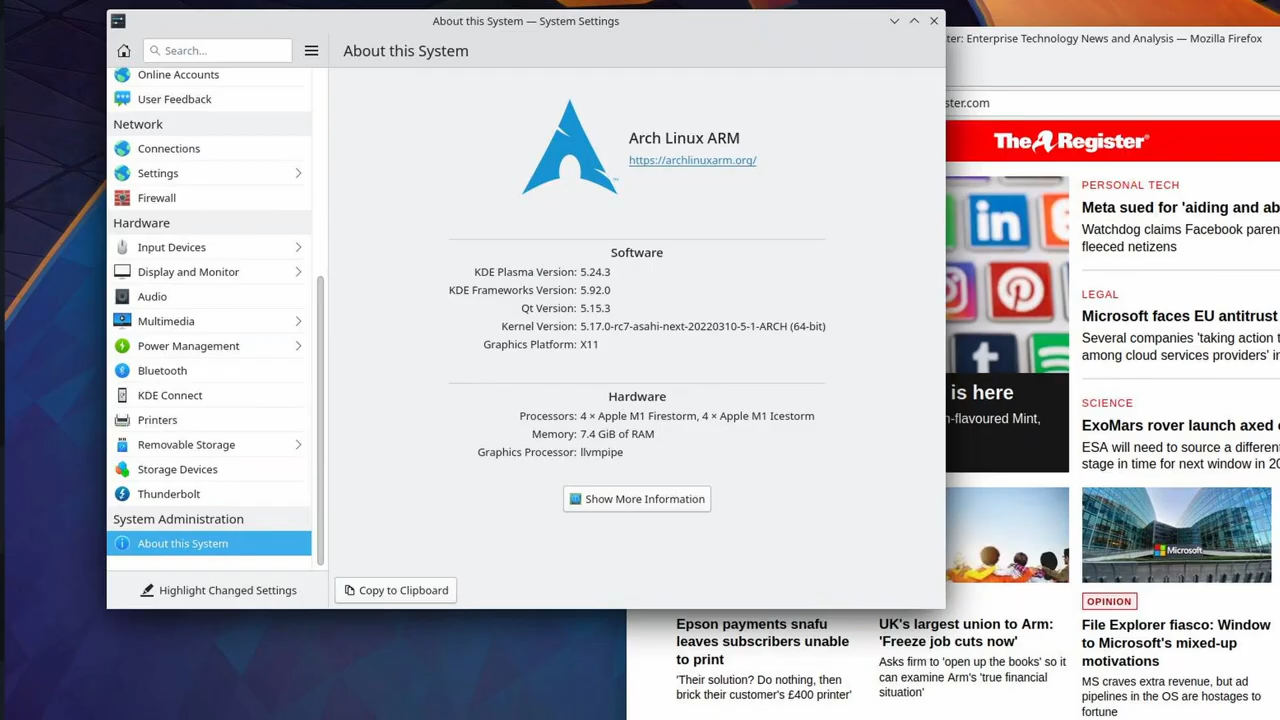 About this System — System Settings
Search...
About this System
Online Accounts
User Feedback
Network
Connections
Settings
Firewall
Hardware
Input Devices
Display and Monitor
Audio
Multimedia
Power Management
Bluetooth
KDE Connect
Printers
Removable Storage
Storage Devices
Thunderbolt
System Administration
About this System
Highlight Changed Settings
Arch Linux ARM
https://archlinuxarm.org/
Software
KDE Plasma Version: 5.24.3
KDE Frameworks Version: 5.92.0
Qt Version: 5.15.3
Kernel Version: 5.17.0-rc7-asahi-next-20220310-5-1-ARCH (64-bit)
Graphics Platform: X11
Hardware
Processors: 4 × Apple M1 Firestorm, 4 × Apple M1 Icestorm
Memory: 7.4 GiB of RAM
Graphics Processor: llvmpipe
Show More Information
Copy to Clipboard
ter: Enterprise Technology News and Analysis — Mozilla Firefox
ster.com
The Register
PERSONAL TECH
Meta sued for 'aiding and ab
Watchdog claims Facebook paren
fleeced netizens
LEGAL
Microsoft faces EU antitrust
Several companies 'taking action t
among cloud services providers' i
is here
n-flavoured Mint,
SCIENCE
ExoMars rover launch axed
ESA will need to source a different
stage in time for next window in 20
in
t
Microsoft
Epson payments snafu
leaves subscribers unable
to print
'Their solution? Do nothing, then
brick their customer's £400 printer'
UK's largest union to Arm:
'Freeze job cuts now'
Asks firm to 'open up the books' so it
can examine Arm's 'true financial
situation'
OPINION
File Explorer fiasco: Window
to Microsoft's mixed-up
motivations
MS craves extra revenue, but ad
pipelines in the OS are hostages to
fortune